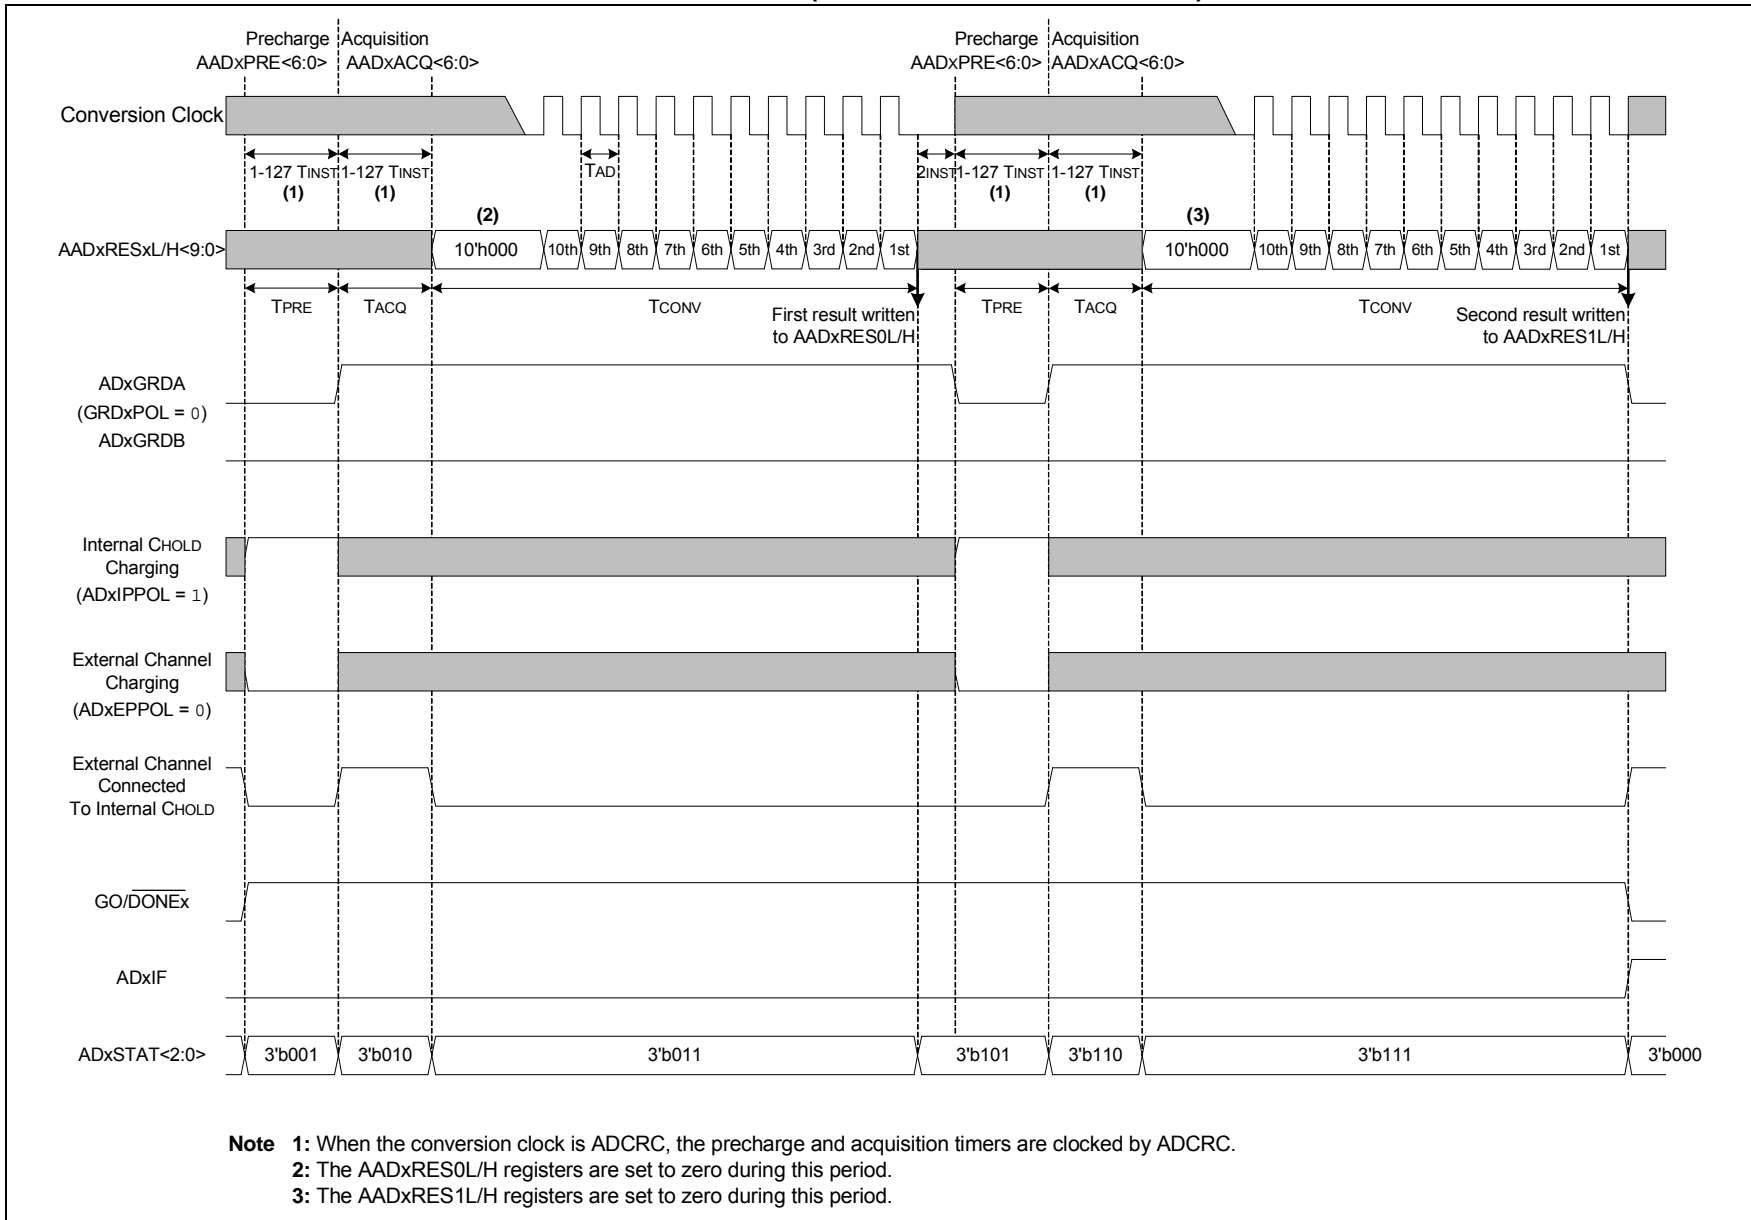 Precharge Acquisition Precharge Acquisition
AADxPRE<6:0> AADxACQ<6:0> AADxPRE<6:0> AADxACQ<6:0>
Conversion Clock
1-127 TINST 1-127 TINST TAD 2INST 1-127 TINST 1-127 TINST
(1) (1) (1) (1)
(2) (3)
AADxRESxL/H<9:0> 10'h000 10th 9th 8th 7th 6th 5th 4th 3rd 2nd 1st 10'h000 10th 9th 8th 7th 6th 5th 4th 3rd 2nd 1st
TPRE TACQ TCONV TPRE TACQ TCONV
First result written
to AADxRES0L/H
Second result written
to AADxRES1L/H
ADxGRDA
(GRDxPOL = 0)
ADxGRDB
Internal CHOLD
Charging
(ADxIPPOL = 1)
External Channel
Charging
(ADxEPPOL = 0)
External Channel
Connected
To Internal CHOLD
GO/DONEx
ADxIF
ADxSTAT<2:0> 3'b001 3'b010 3'b011 3'b101 3'b110 3'b111 3'b000
Note 1: When the conversion clock is ADCRC, the precharge and acquisition timers are clocked by ADCRC.
2: The AADxRES0L/H registers are set to zero during this period.
3: The AADxRES1L/H registers are set to zero during this period.